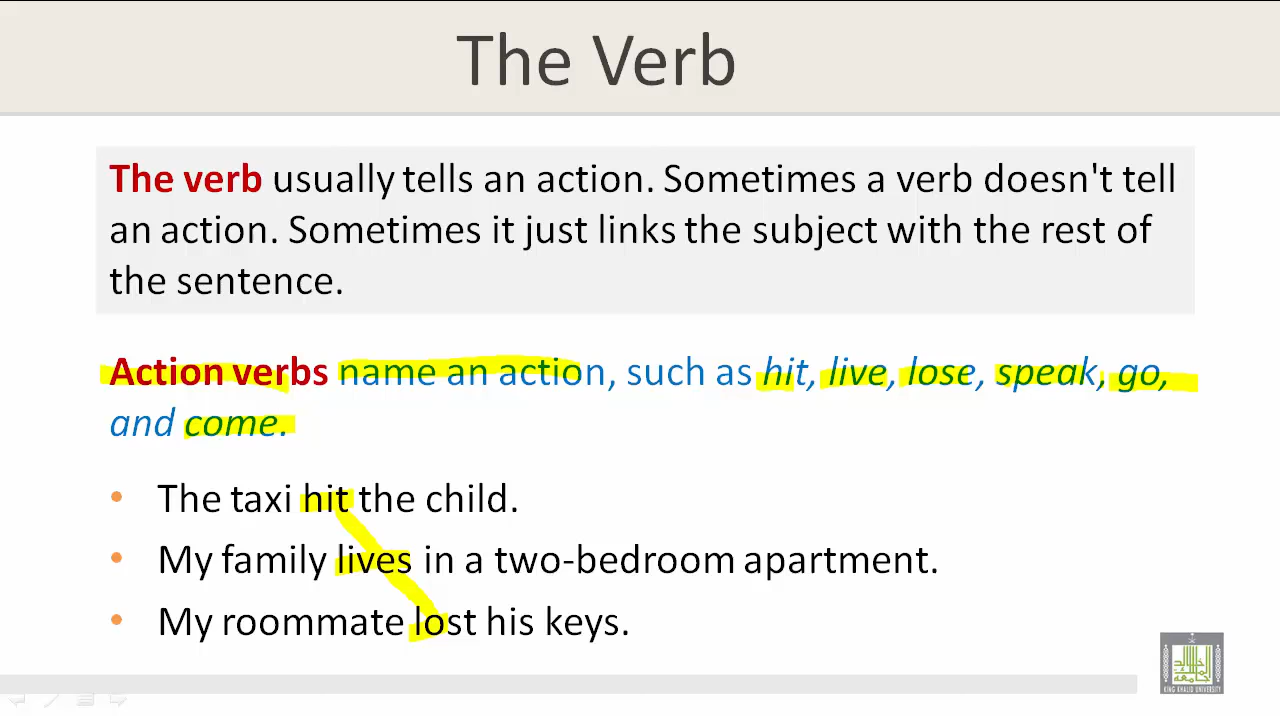 The Verb
The verb usually tells an action. Sometimes a verb doesn't tell
an action. Sometimes it just links the subject with the rest of
the sentence.
Action verbs name an action, such as hit, live, lose, speak, go,
and come.
• The taxi hit the child.
• My family lives in a two-bedroom apartment.
• My roommate lost his keys.
KING KHALID UNIVERSITY